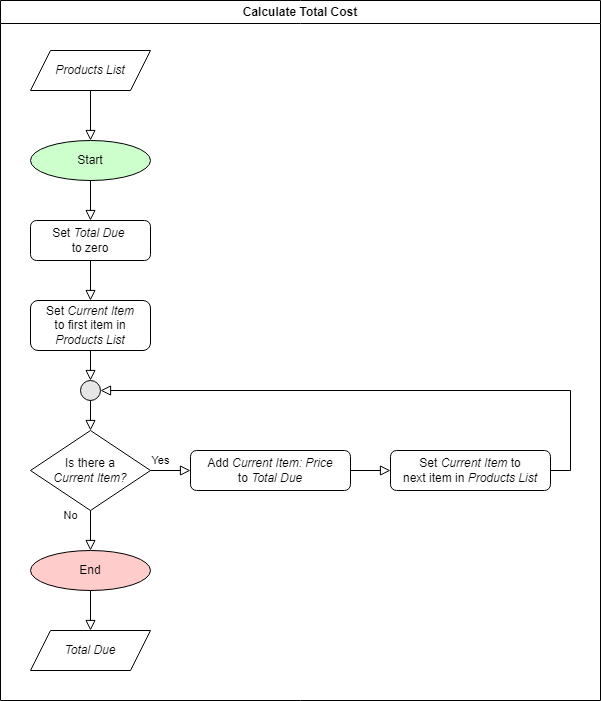 Calculate Total Cost
Products List
Start
Set Total Due
to zero
Set Current Item
to first item in
Products List
Is there a
Current Item?
Yes
Add Current Item: Price
to Total Due
Set Current Item to
next item in Products List
No
End
Total Due